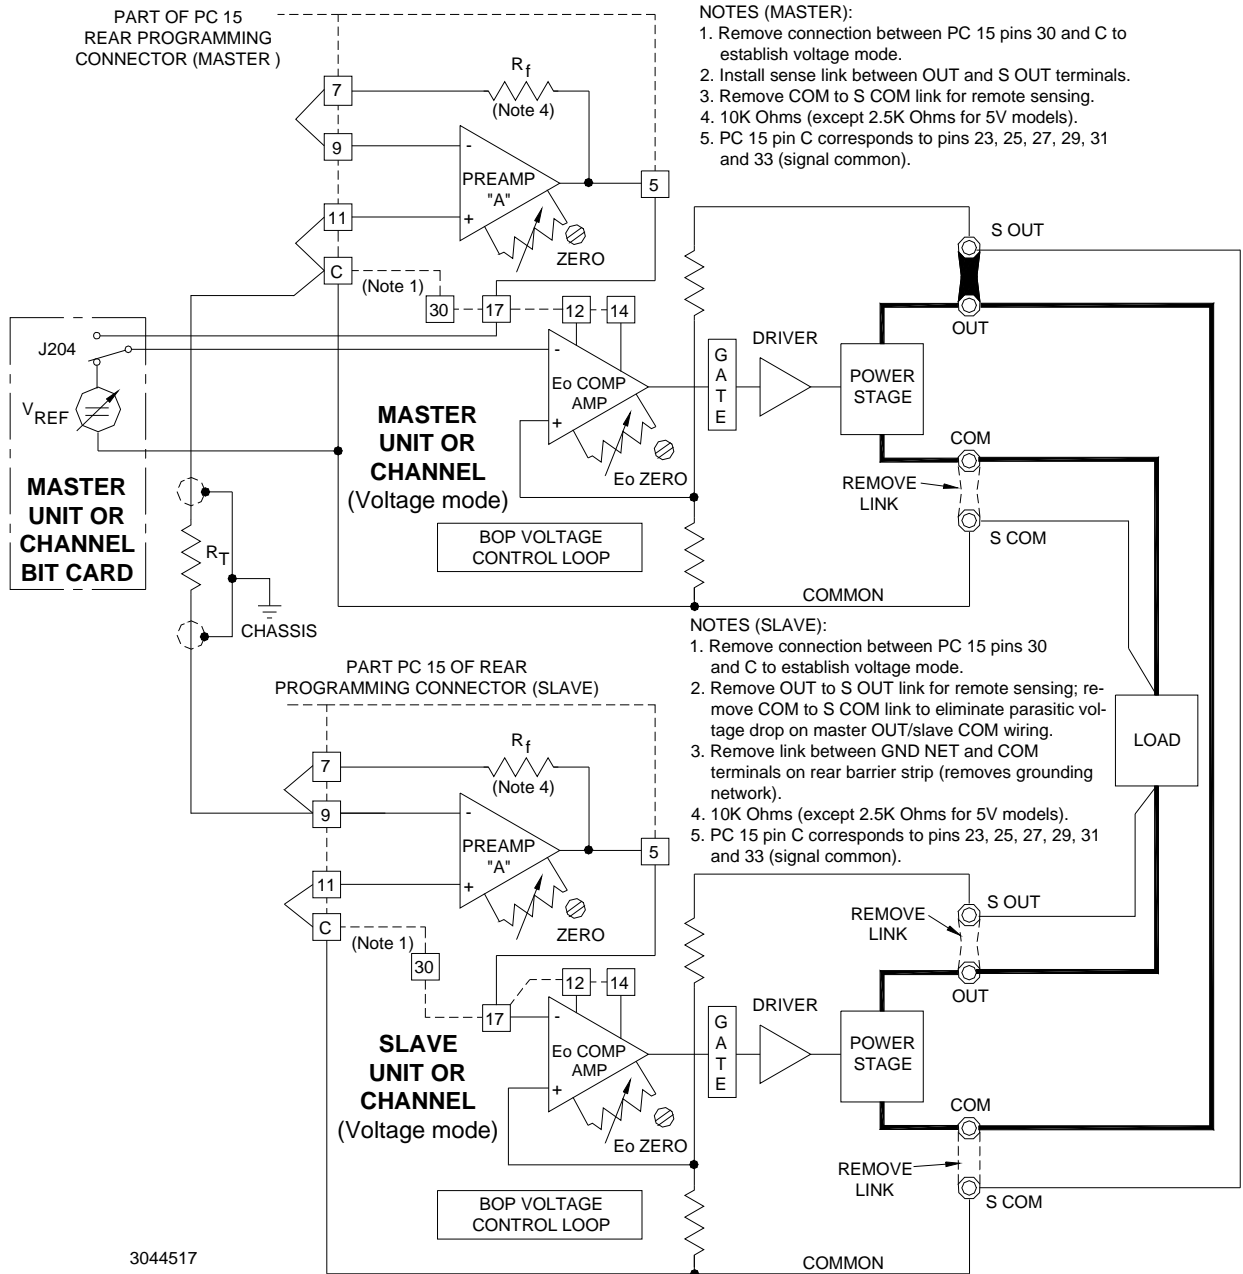 PART OF PC 15
REAR PROGRAMMING
CONNECTOR (MASTER )
NOTES (MASTER):
1. Remove connection between PC 15 pins 30 and C to
establish voltage mode.
2. Install sense link between OUT and S OUT terminals.
3. Remove COM to S COM link for remote sensing.
4. 10K Ohms (except 2.5K Ohms for 5V models).
5. PC 15 pin C corresponds to pins 23, 25, 27, 29, 31
and 33 (signal common).
Rf
7
(Note 4)
9
-
PREAMP
"A"
5
11
+
ZERO
C
(Note 1)
30
17
12
14
S OUT
OUT
J204
VREF
MASTER
UNIT OR
CHANNEL
BIT CARD
-
Eo COMP
AMP
+
Eo ZERO
GATE
DRIVER
POWER
STAGE
MASTER
UNIT OR
CHANNEL
(Voltage mode)
COM
REMOVE
LINK
S COM
BOP VOLTAGE
CONTROL LOOP
RT
CHASSIS
COMMON
NOTES (SLAVE):
1. Remove connection between PC 15 pins 30
and C to establish voltage mode.
2. Remove OUT to S OUT link for remote sensing; re-
move COM to S COM link to eliminate parasitic vol-
tage drop on master OUT/slave COM wiring.
3. Remove link between GND NET and COM
terminals on rear barrier strip (removes grounding
network).
4. 10K Ohms (except 2.5K Ohms for 5V models).
5. PC 15 pin C corresponds to pins 23, 25, 27, 29, 31
and 33 (signal common).
LOAD
PART PC 15 OF REAR
PROGRAMMING CONNECTOR (SLAVE)
Rf
7
(Note 4)
9
-
PREAMP
"A"
5
11
+
ZERO
C
(Note 1)
30
17
12
14
S OUT
REMOVE
LINK
OUT
-
Eo COMP
AMP
+
Eo ZERO
GATE
DRIVER
POWER
STAGE
SLAVE
UNIT OR
CHANNEL
(Voltage mode)
COM
REMOVE
LINK
S COM
BOP VOLTAGE
CONTROL LOOP
COMMON
3044517